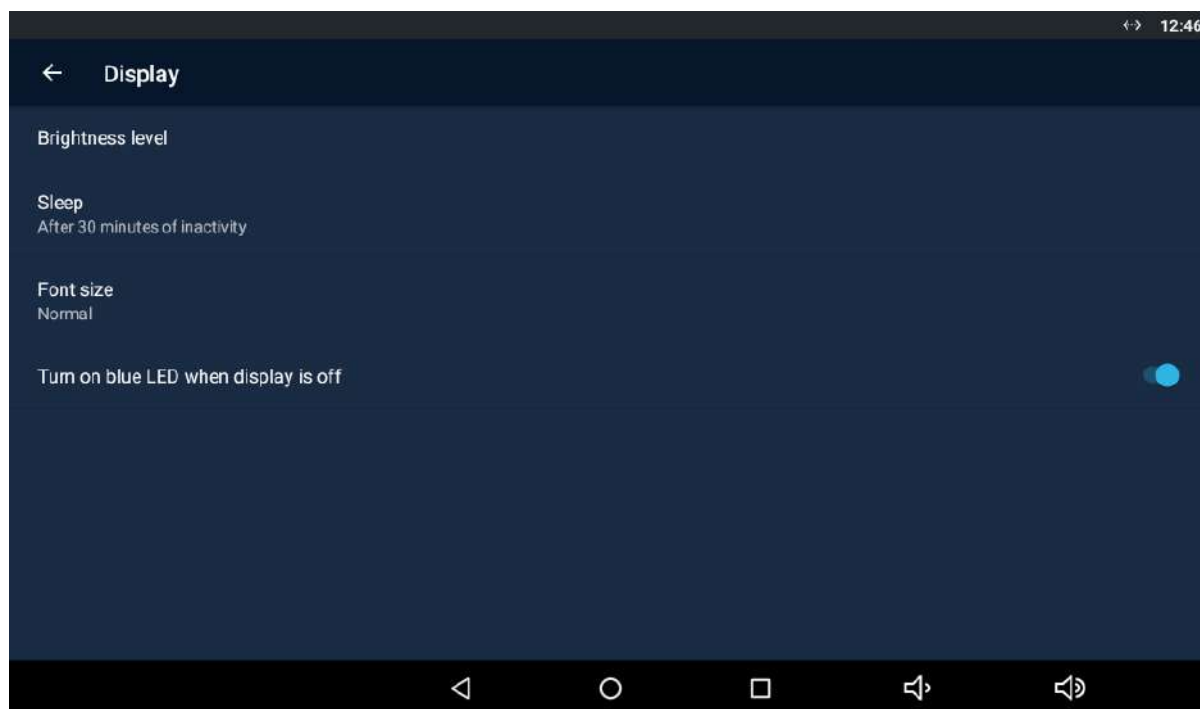 12:46
Display
Brightness level
Sleep
After 30 minutes of inactivity
Font size
Normal
Turn on blue LED when display is off